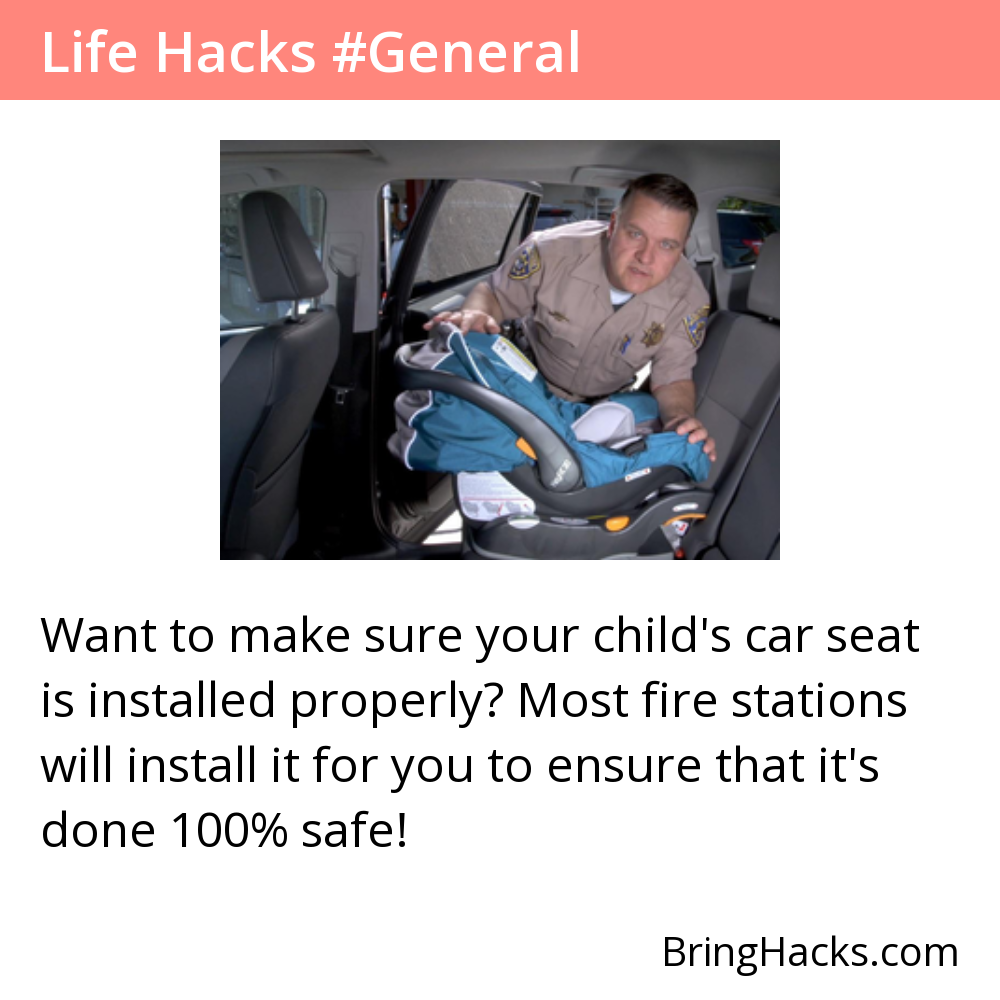 Life Hacks #General
Want to make sure your child's car seat
is installed properly? Most fire stations
will install it for you to ensure that it's
done 100% safe!
BringHacks.com